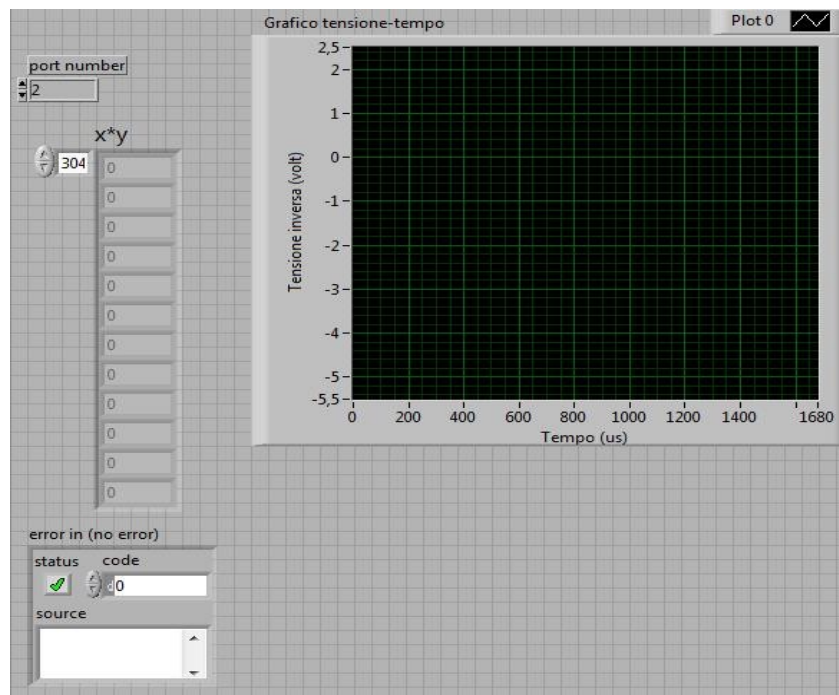 Grafico tensione-tempo
Plot 0
port number
2
x*y
304
0
0
0
0
0
0
0
0
0
0
0
0
Tensione inversa (volt)
2,5
2
1
0
-1
-2
-3
-4
-5
-5,5
0 200 400 600 800 1000 1200 1400 1680
Tempo (us)
error in (no error)
status code
d0
source